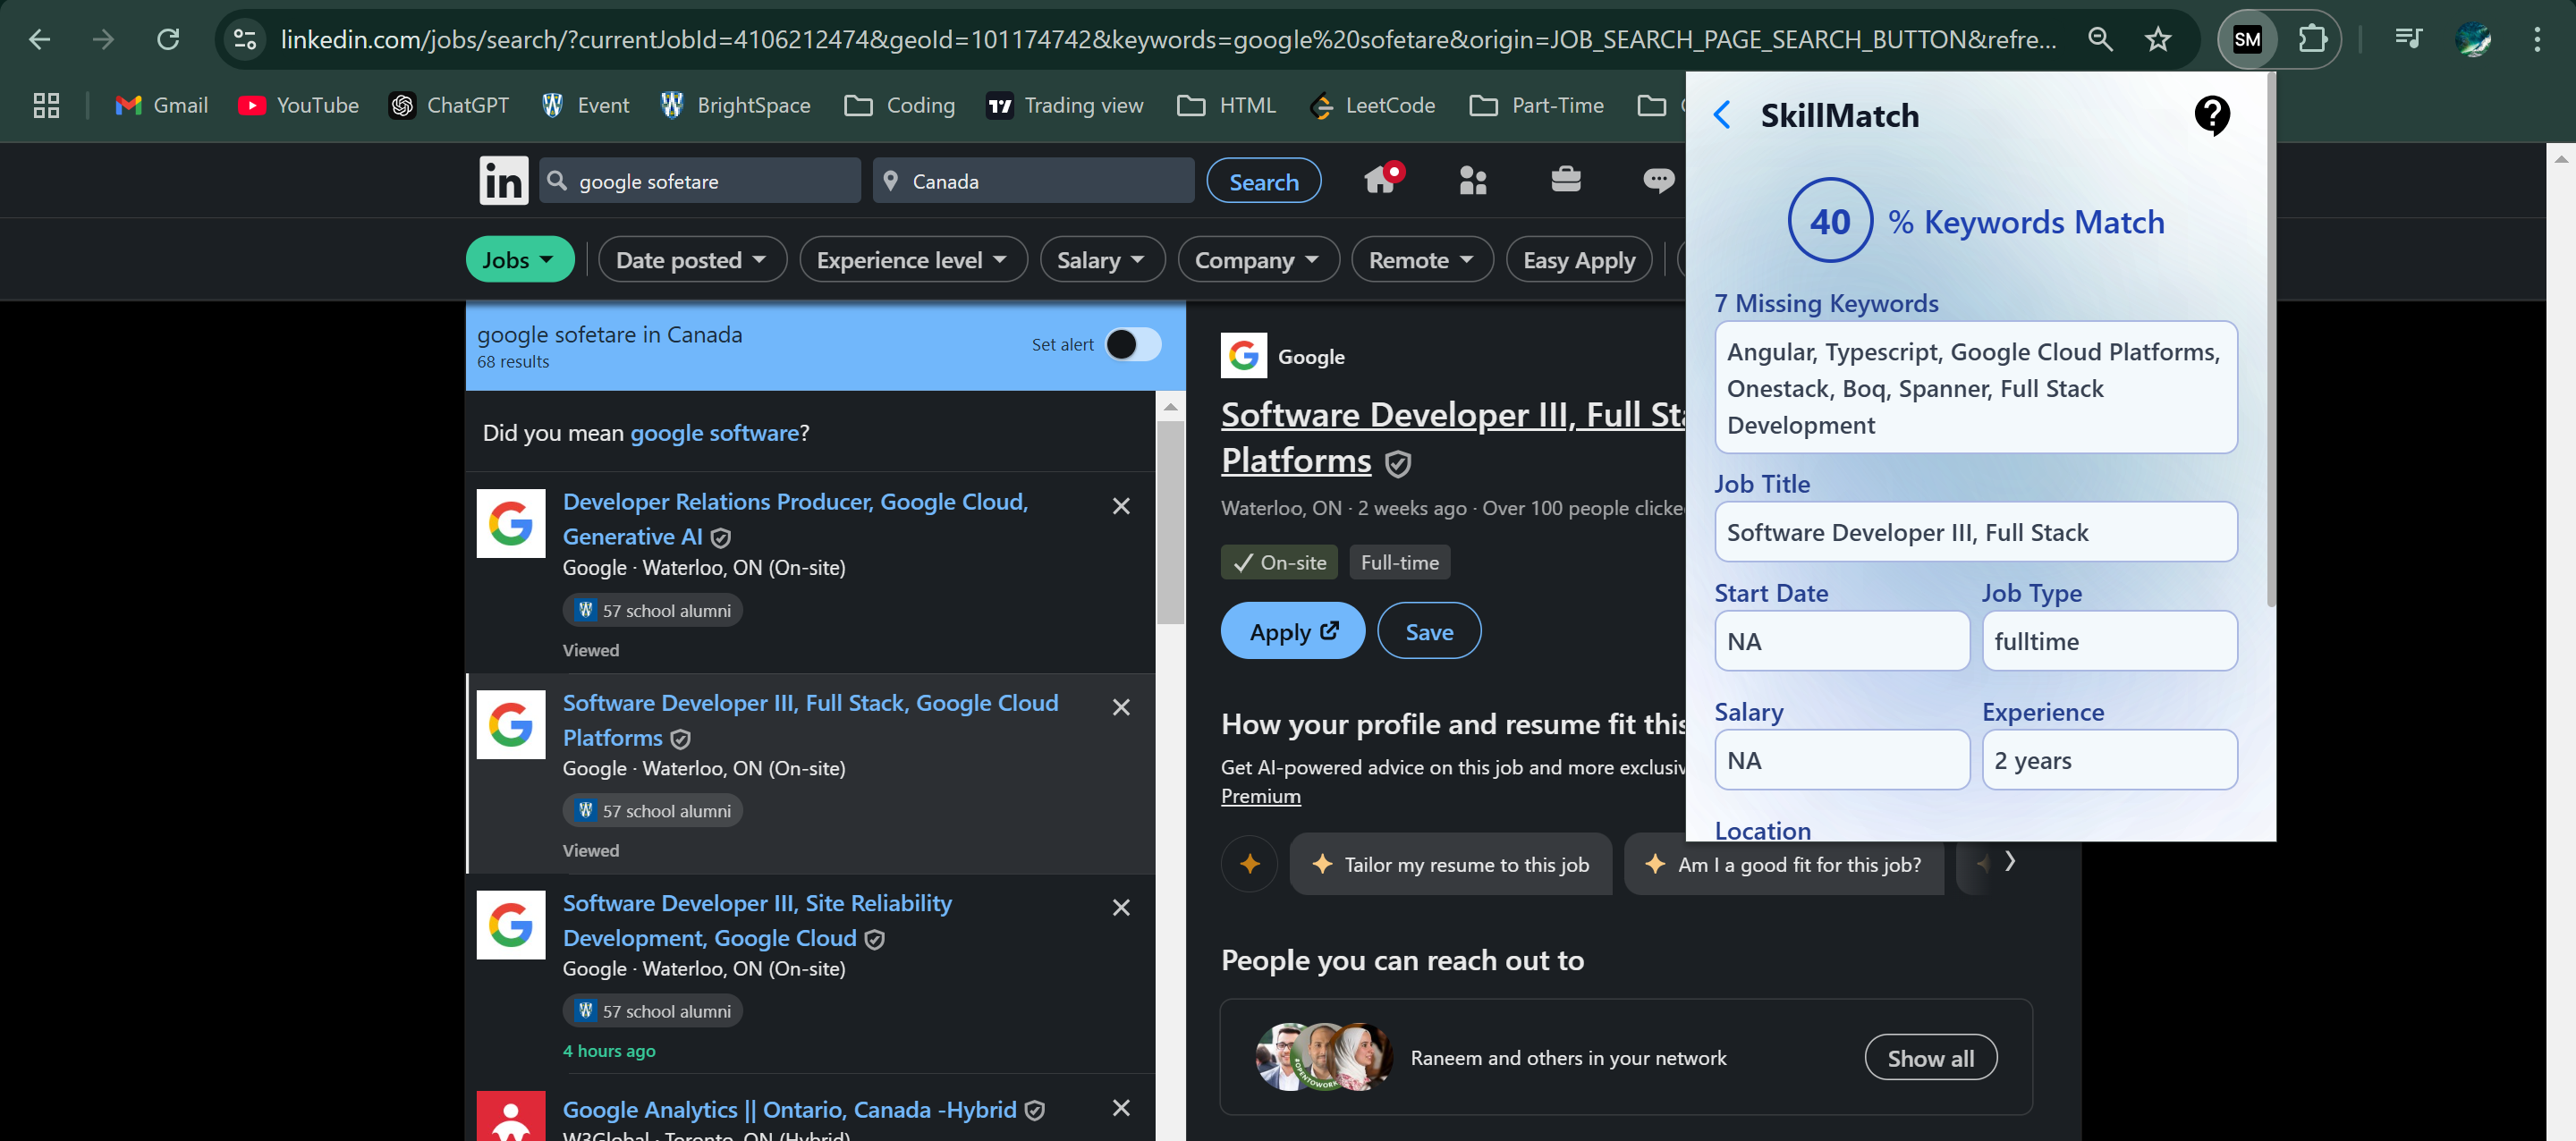 linkedin.com/jobs/search/?currentJobId=4106212474&geoId=101174742&keywords=google%20sofetare&origin=JOB_SEARCH_PAGE_SEARCH_BUTTON&refre...
SM
Gmail
YouTube
ChatGPT
Event
BrightSpace
Coding
Trading view
HTML
LeetCode
Part-Time
in
google sofetare
Canada
Search
Jobs
Date posted
Experience level
Salary
Company
Remote
Easy Apply
google sofetare in Canada
68 results
Set alert
Did you mean google software?
Developer Relations Producer, Google Cloud,
Generative AI
Google · Waterloo, ON (On-site)
57 school alumni
Viewed
Software Developer III, Full Stack, Google Cloud
Platforms
Google · Waterloo, ON (On-site)
57 school alumni
Viewed
Software Developer III, Site Reliability
Development, Google Cloud
Google · Waterloo, ON (On-site)
57 school alumni
4 hours ago
Google Analytics || Ontario, Canada -Hybrid
W3Global · Toronto, ON (Hybrid)
Google
Software Developer III, Full Sta
Platforms
Waterloo, ON · 2 weeks ago · Over 100 people clicke
On-site
Full-time
Apply
Save
How your profile and resume fit this
Get AI-powered advice on this job and more exclusiv
Premium
Tailor my resume to this job
Am I a good fit for this job?
People you can reach out to
#OPENTOWORK
Raneem and others in your network
Show all
SkillMatch
?
40 % Keywords Match
7 Missing Keywords
Angular, Typescript, Google Cloud Platforms,
Onestack, Boq, Spanner, Full Stack
Development
Job Title
Software Developer III, Full Stack
Start Date
Job Type
NA
fulltime
Salary
Experience
NA
2 years
Location